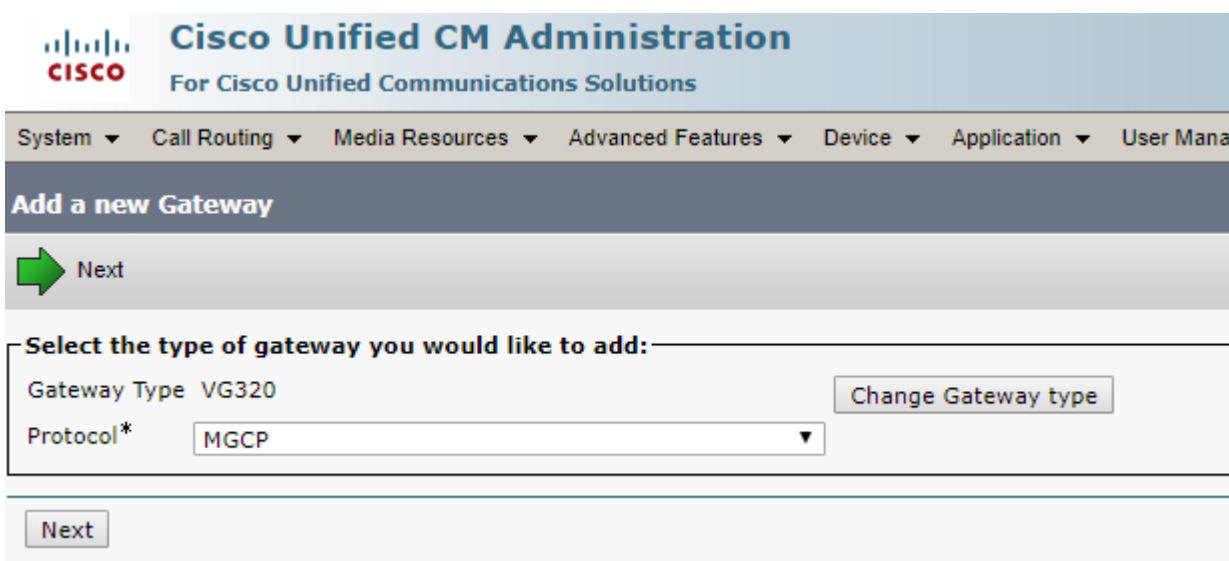 CISCO
Cisco Unified CM Administration
For Cisco Unified Communications Solutions
System Call Routing Media Resources Advanced Features Device Application User Mana
Add a new Gateway
Next
Select the type of gateway you would like to add:
Gateway Type VG320 Change Gateway type
Protocol* MGCP
Next